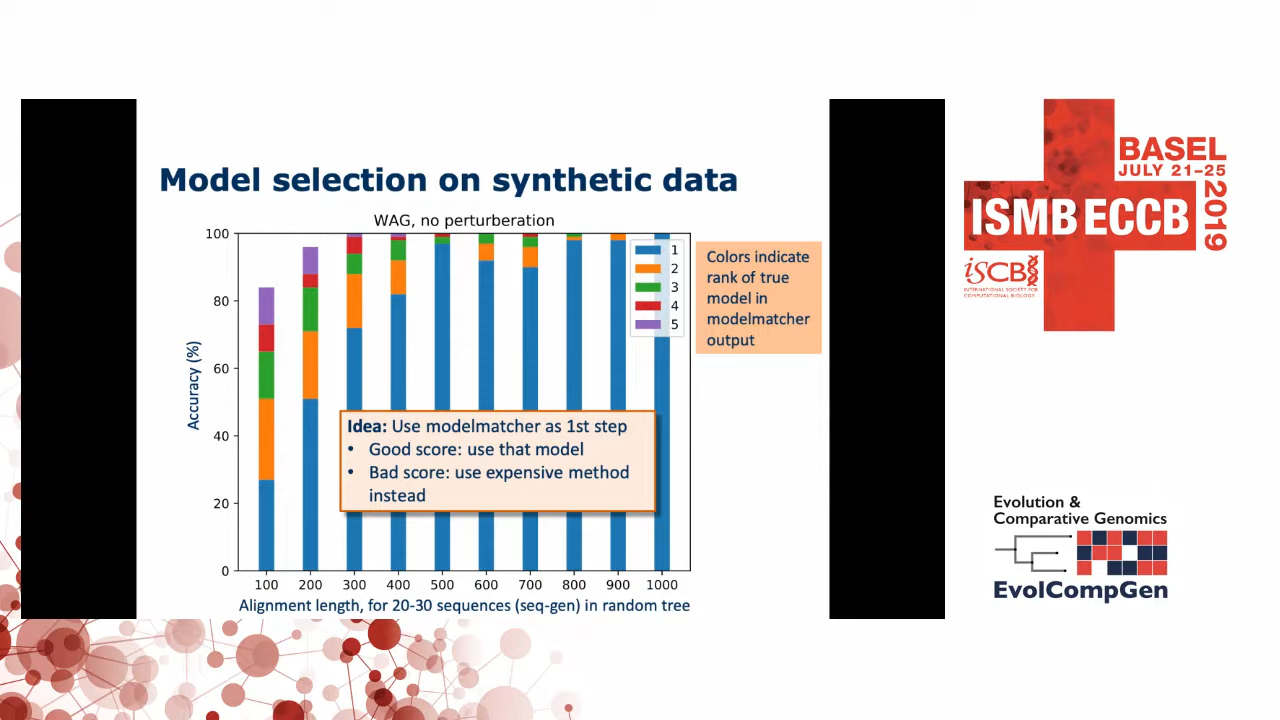 Model selection on synthetic data
WAG, no perturberation
Accuracy (%)
100
80
60
40
20
0
1
2
3
4
5
Colors indicate
rank of true
model in
modelmatcher
output
Idea: Use modelmatcher as 1st step
• Good score: use that model
• Bad score: use expensive method
instead
100 200 300 400 500 600 700 800 900 1000
Alignment length, for 20-30 sequences (seq-gen) in random tree
BASEL
JULY 21–25
2019
ISMB ECCB
iSCB
INTERNATIONAL SOCIETY FOR
COMPUTATIONAL BIOLOGY
Evolution &
Comparative Genomics
EvolCompGen